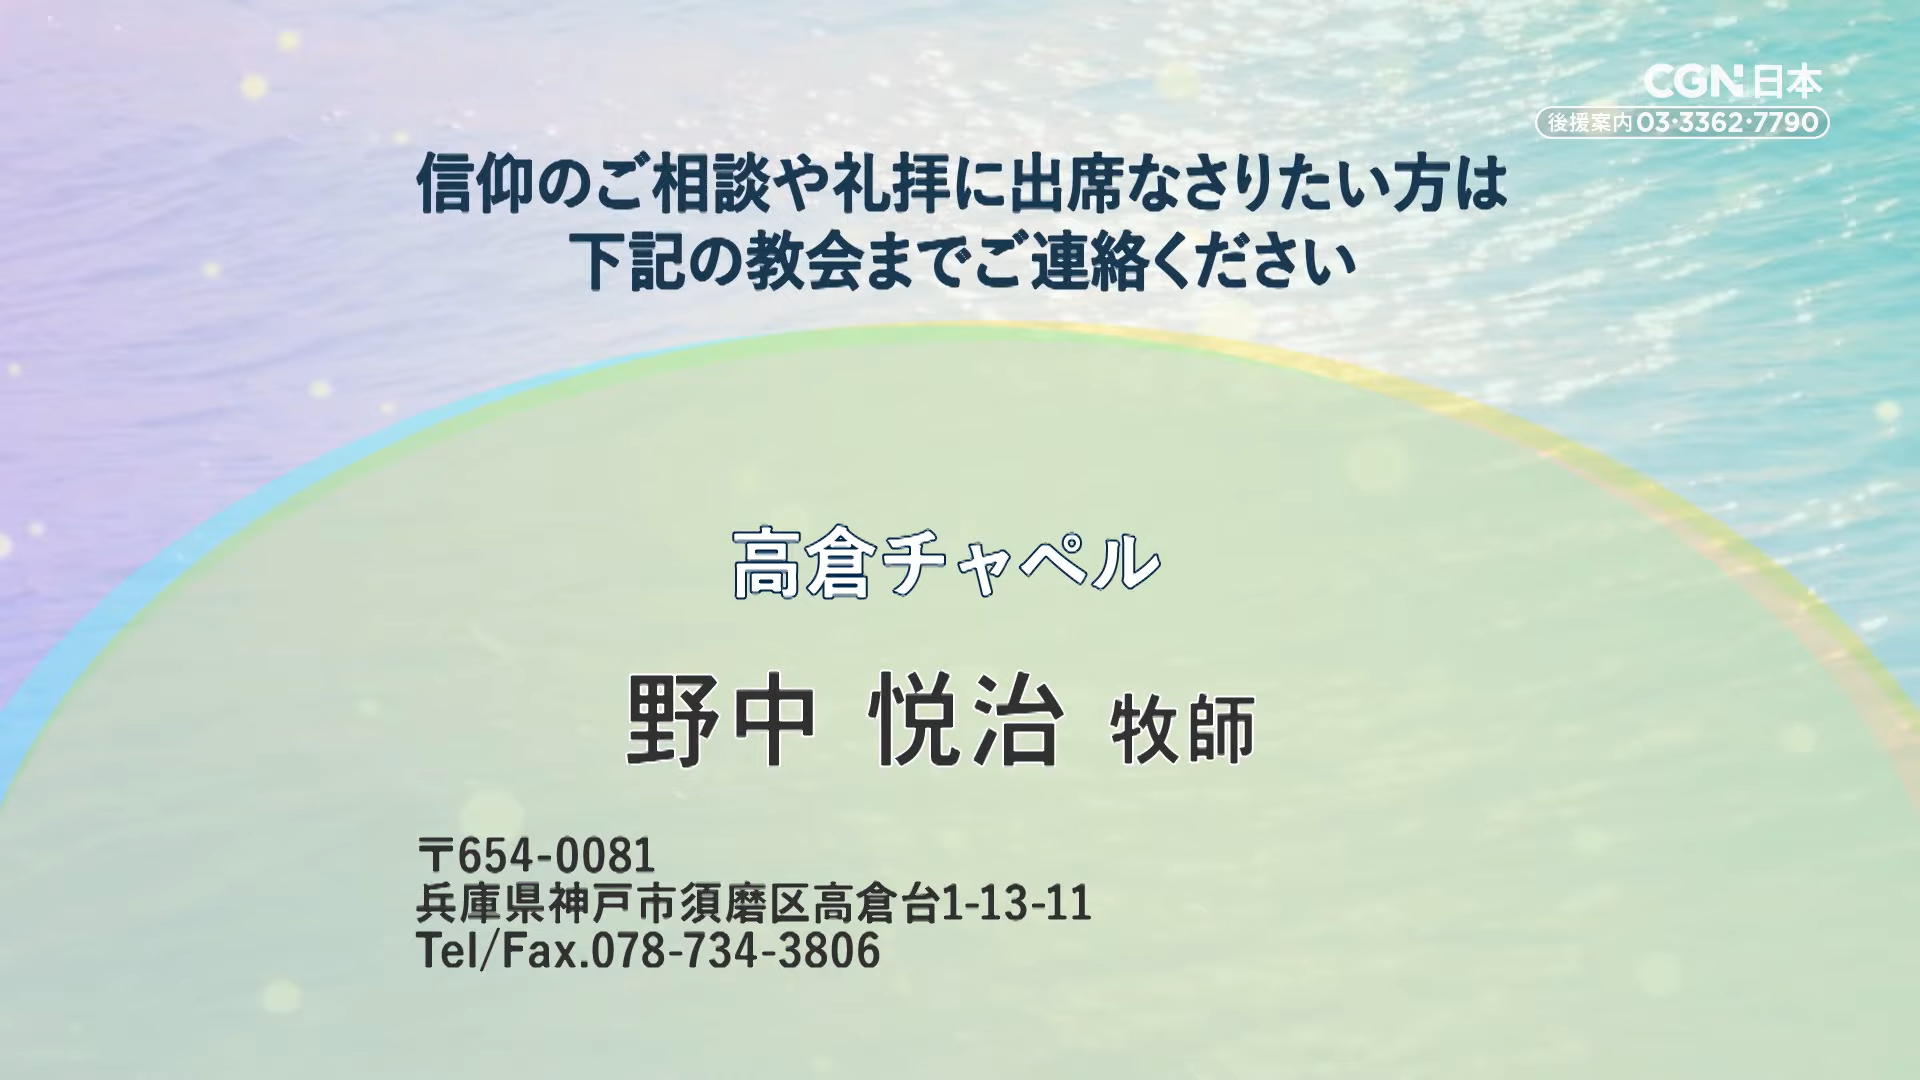 CGN日本
後援案内03·3362·7790
信仰のご相談や礼拝に出席なさりたい方は
下記の教会までご連絡ください
高倉チャペル
野中 悦治 牧師
〒654-0081
兵庫県神戸市須磨区高倉台1-13-11
Tel/Fax.078-734-3806